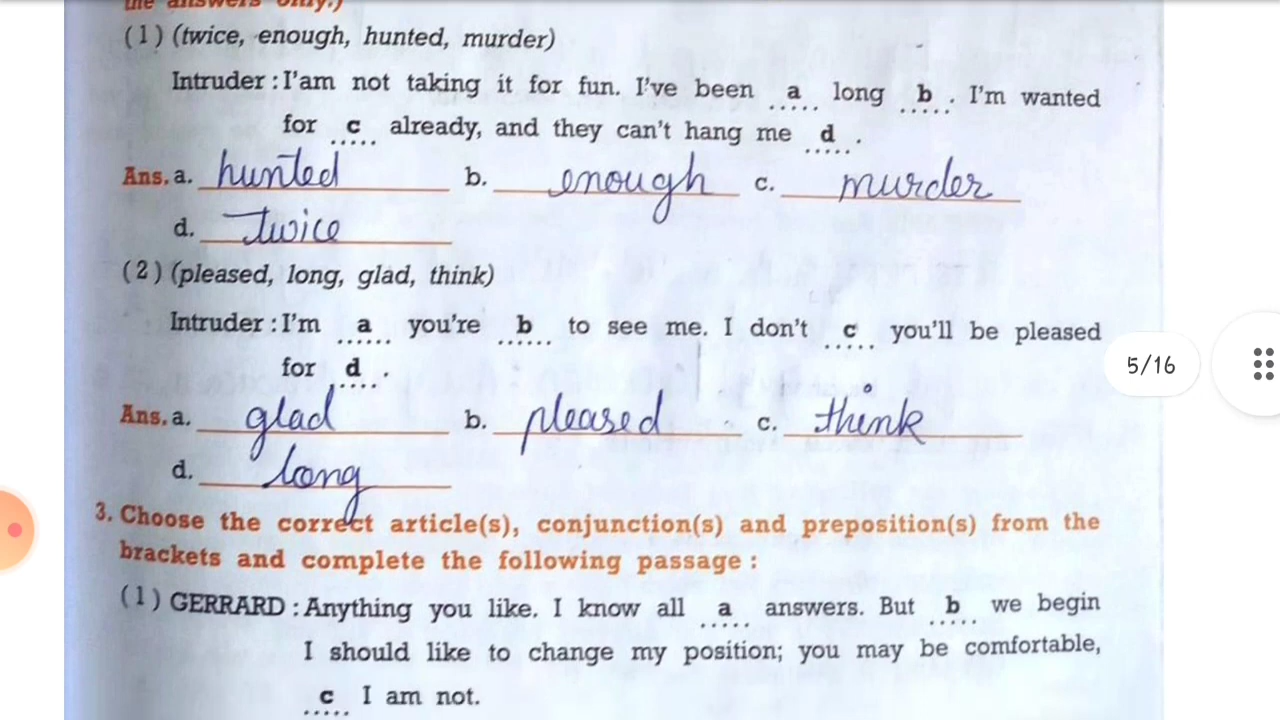 the answers only.)
(1) (twice, enough, hunted, murder)
Intruder : I'am not taking it for fun. I've been a long b. I'm wanted
for c already, and they can't hang me d.
Ans. a. hunted b. enough c. murder
d. twice
(2) (pleased, long, glad, think)
Intruder : I'm a you're b to see me. I don't c you'll be pleased
for d.
Ans. a. glad b. pleased c. think
d. long
3. Choose the correct article(s), conjunction(s) and preposition(s) from the
brackets and complete the following passage :
(1) GERRARD : Anything you like. I know all a answers. But b we begin
I should like to change my position; you may be comfortable,
c I am not.
5/16